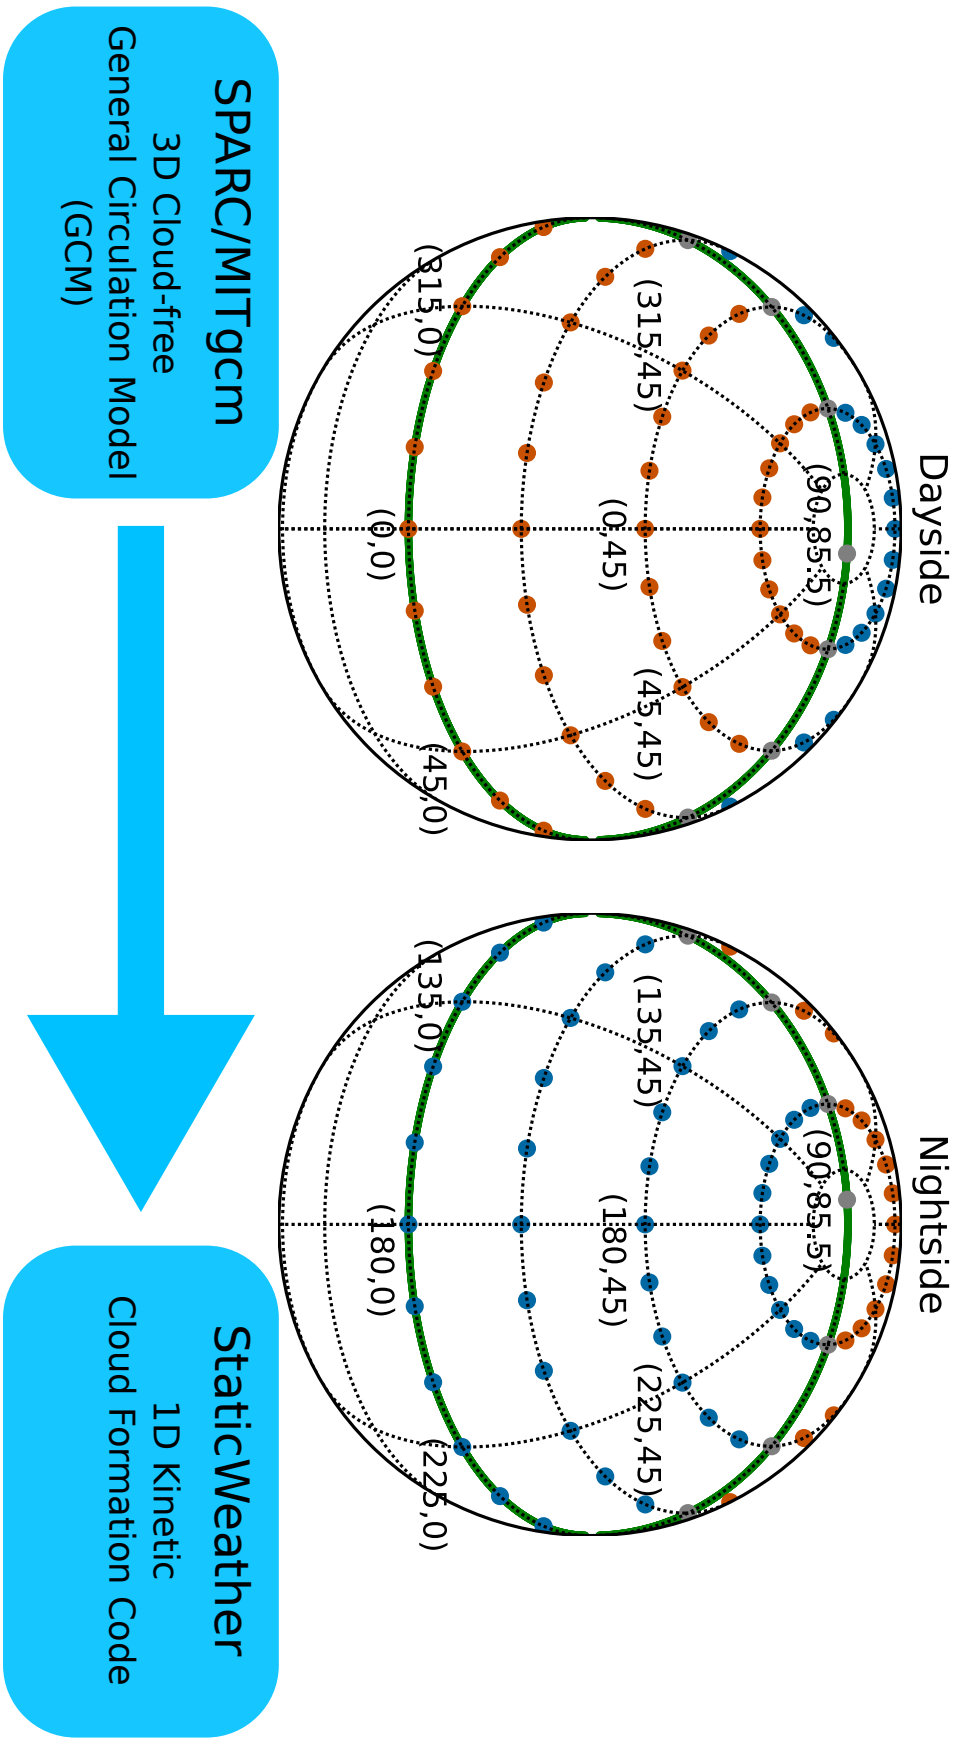 Dayside
Nightside
(90,85.5)
(315,45)
(0,45)
(45,45)
(315,0)
(0,0)
(45,0)
(90,85.5)
(135,45)
(180,45)
(225,45)
(135,0)
(180,0)
(225,0)
SPARC/MITgcm
3D Cloud-free
General Circulation Model
(GCM)
StaticWeather
1D Kinetic
Cloud Formation Code